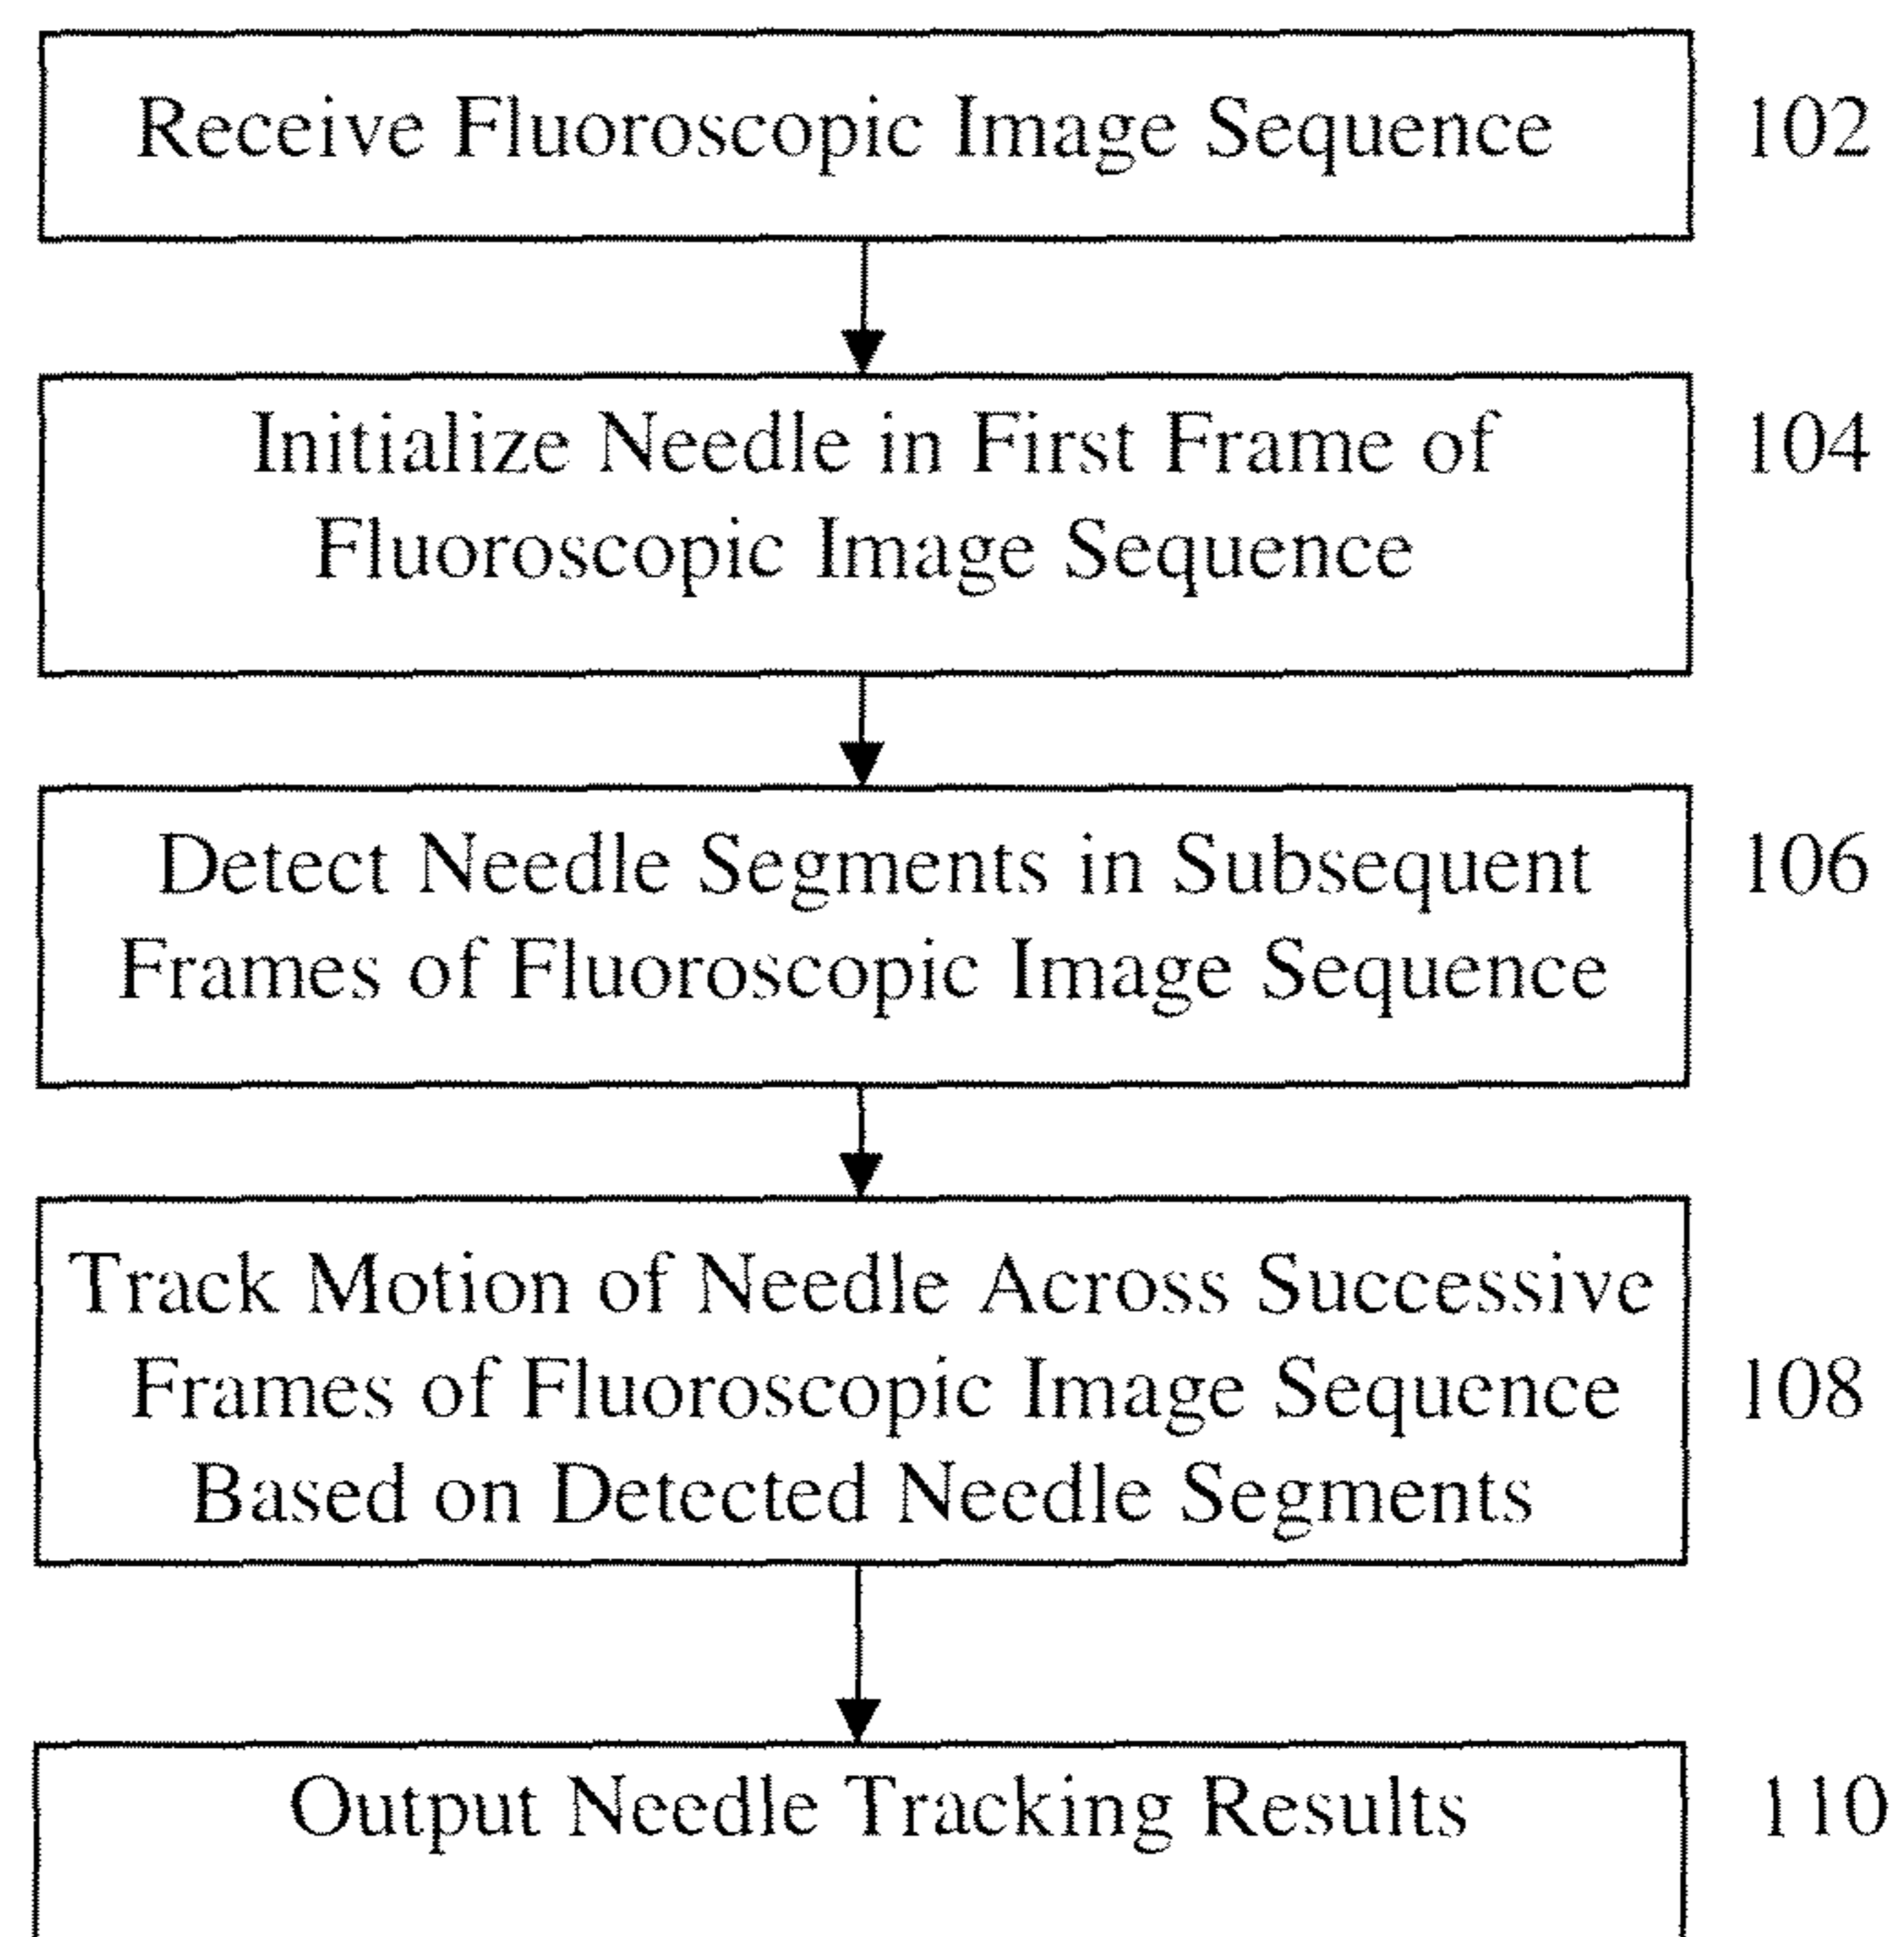 Receive Fluoroscopic Image Sequence 102
Initialize Needle in First Frame of 104
Fluoroscopic Image Sequence
Detect Needle Segments in Subsequent 106
Frames of Fluoroscopic Image Sequence
Track Motion of Needle Across Successive
Frames of Fluoroscopic Image Sequence 108
Based on Detected Needle Segments
Output Needle Tracking Results 110